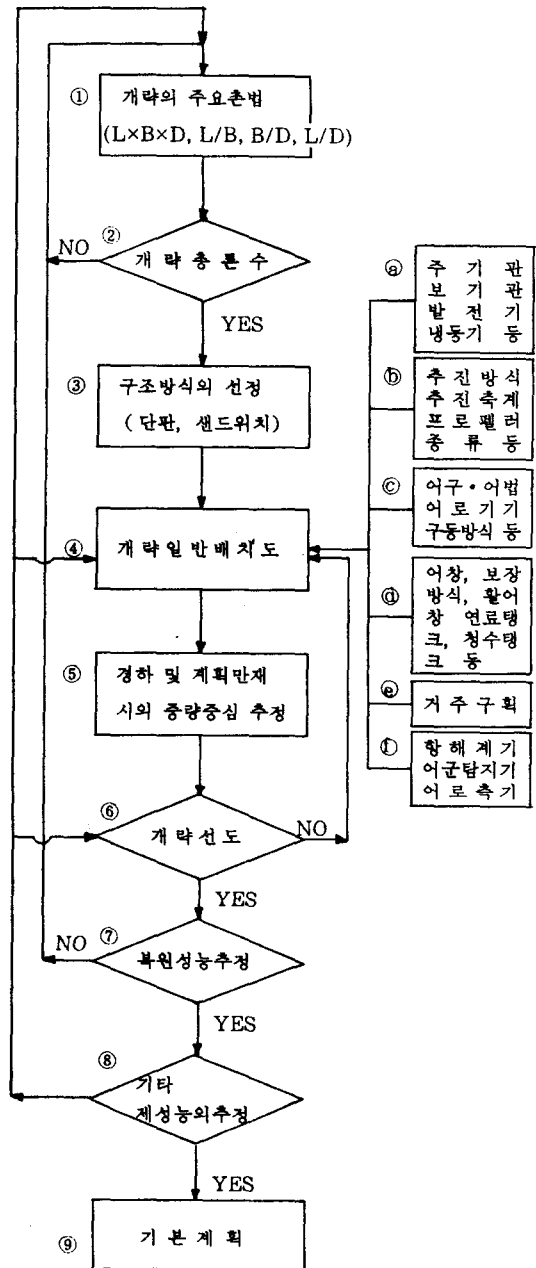 ① 개략의 주요촌법
(L×B×D, L/B, B/D, L/D)
NO ② 개 략 총 톤 수
YES
③ 구조방식의 선정
( 단판, 샌드위치)
④ 개략일반배치도
⑤ 경하 및 계획만재
시의 중량중심 추정
⑥ 개략선도
NO
YES
NO ⑦ 복원성능추정
YES
⑧ 기타
제성능의추정
YES
⑨ 기 본 계 획
ⓐ 주 기 관
보 기 관
발 전 기
냉동기 등
ⓑ 추진방식
추진축계
프로펠러
종 류 등
ⓒ 어구・어법
어로기기
구동방식 등
ⓓ 어창, 보장
방식, 활어
창 연료탱
크, 청수탱
크 등
ⓔ 거주구획
ⓕ 항해계기
어군탐지기
어로측기